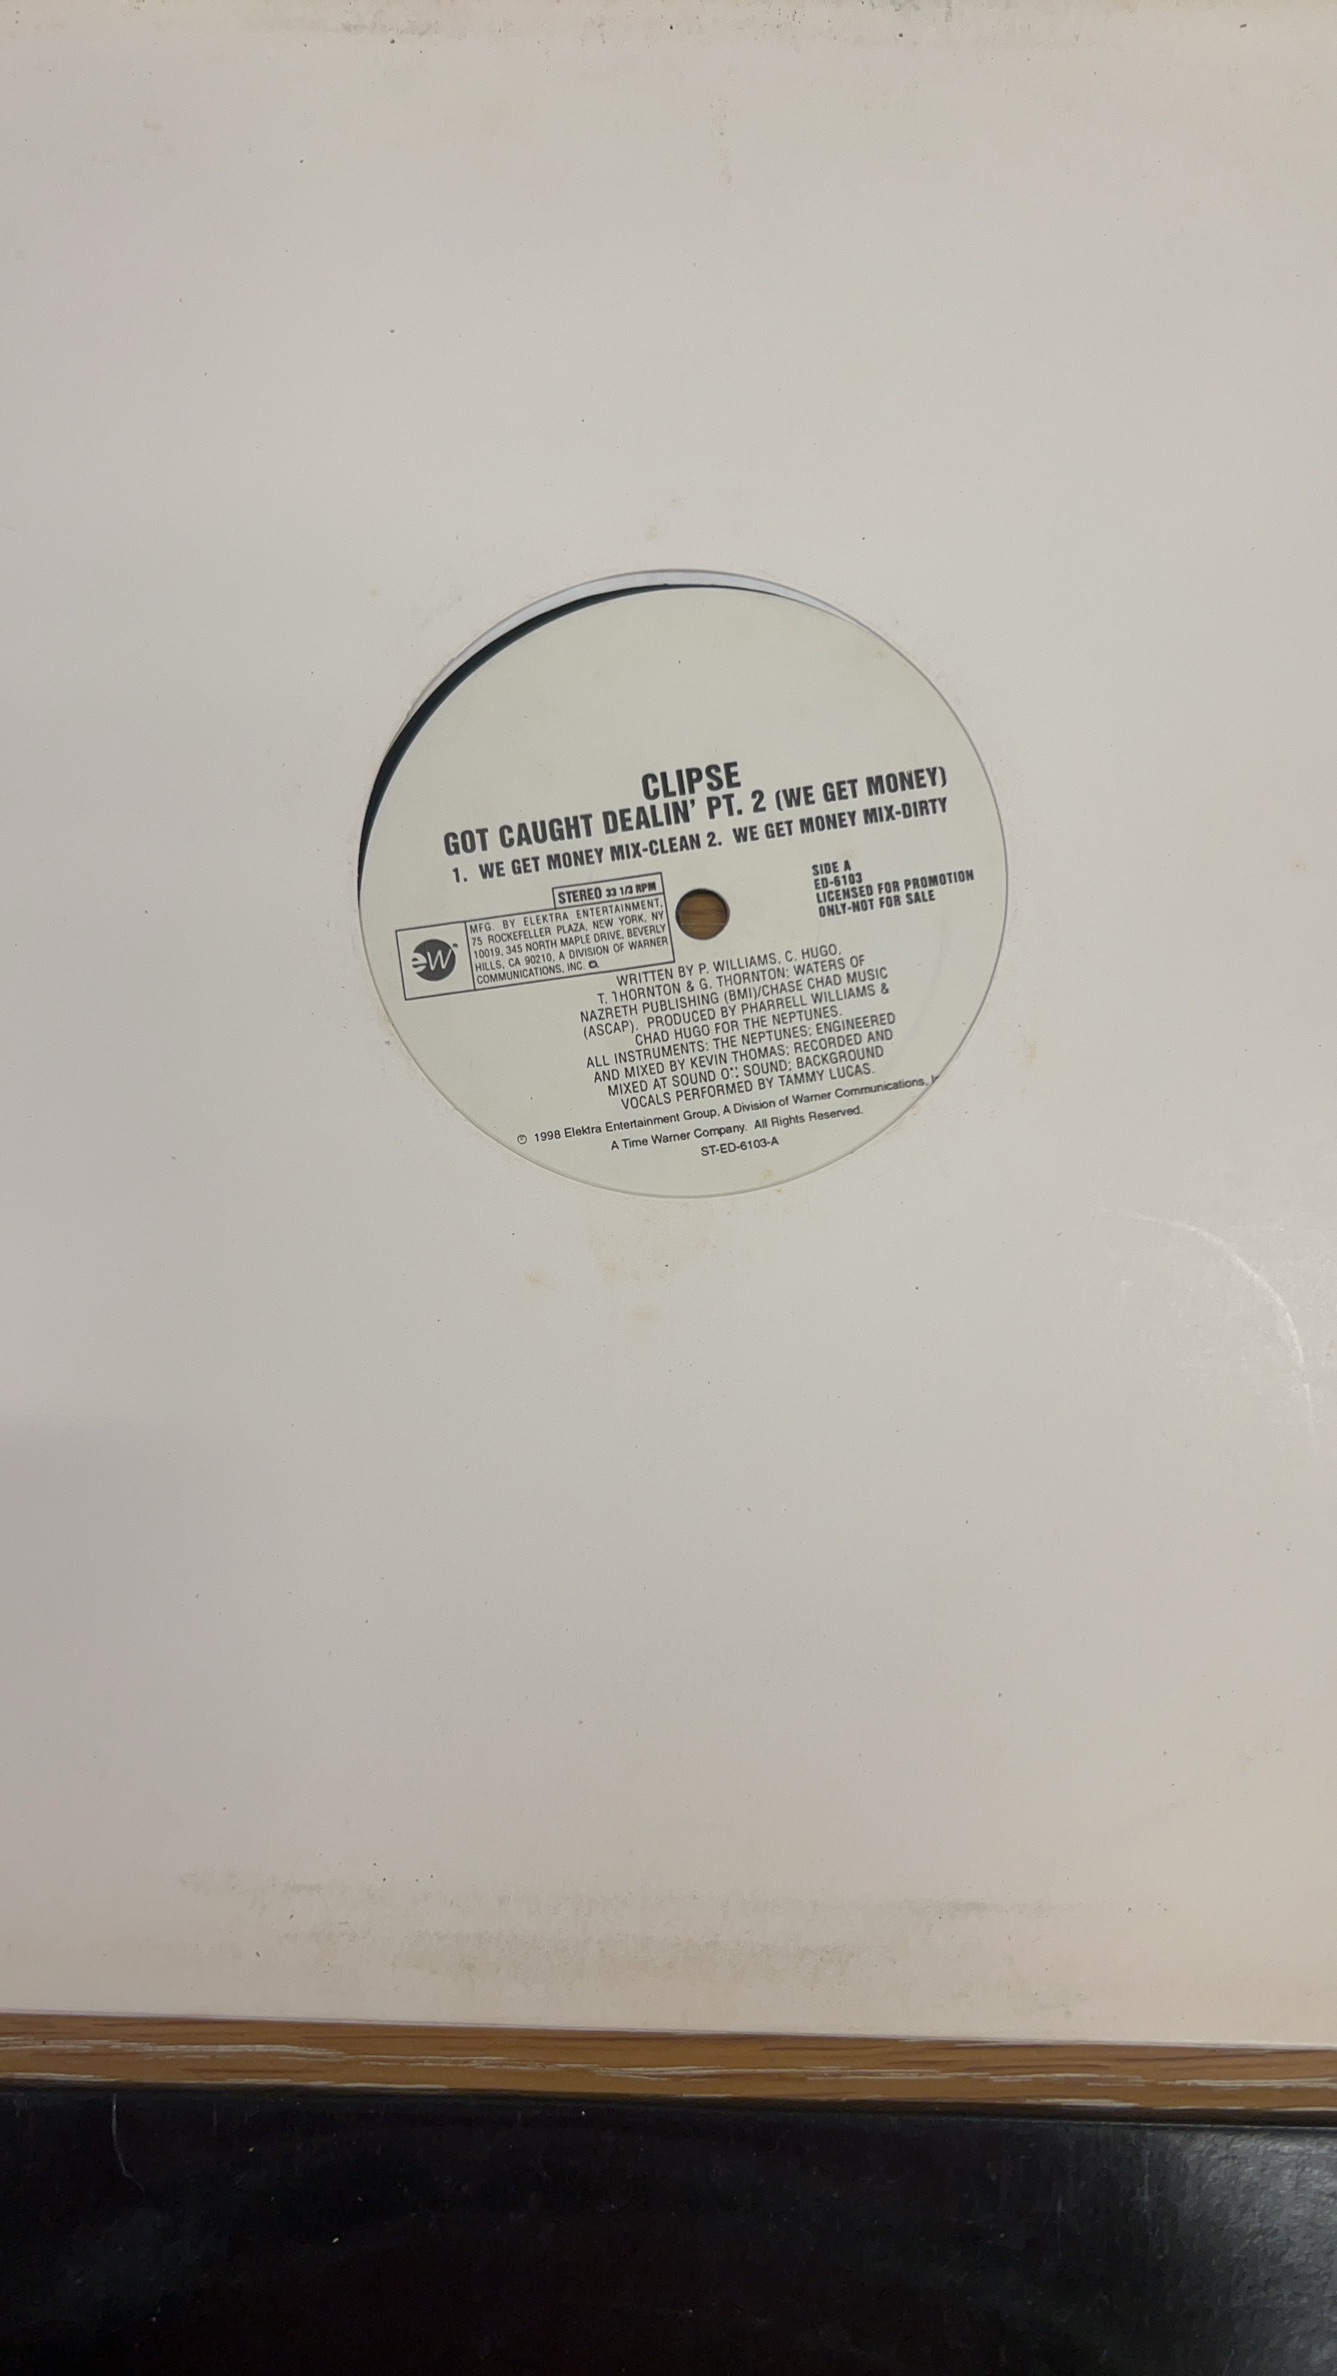 CLIPSE
GOT CAUGHT DEALIN' PT. 2 (WE GET MONEY)
1. WE GET MONEY MIX-CLEAN 2. WE GET MONEY MIX-DIRTY
STEREO 33 1/3 RPM
MFG. BY ELEKTRA ENTERTAINMENT,
75 ROCKEFELLER PLAZA, NEW YORK, NY
10019, 345 NORTH MAPLE DRIVE, BEVERLY
HILLS, CA 90210, A DIVISION OF WARNER
COMMUNICATIONS, INC.
ew
SIDE A
ED-6103
LICENSED FOR PROMOTION
ONLY-NOT FOR SALE
WRITTEN BY P. WILLIAMS, C. HUGO,
T. THORNTON & G. THORNTON; WATERS OF
NAZRETH PUBLISHING (BMI)/CHASE CHAD MUSIC
(ASCAP). PRODUCED BY PHARRELL WILLIAMS &
CHAD HUGO FOR THE NEPTUNES.
ALL INSTRUMENTS: THE NEPTUNES; ENGINEERED
AND MIXED BY KEVIN THOMAS; RECORDED AND
MIXED AT SOUND SOUND; BACKGROUND
VOCALS PERFORMED BY TAMMY LUCAS.
© 1998 Elektra Entertainment Group, A Division of Warner Communications,
A Time Warner Company. All Rights Reserved.
ST-ED-6103-A